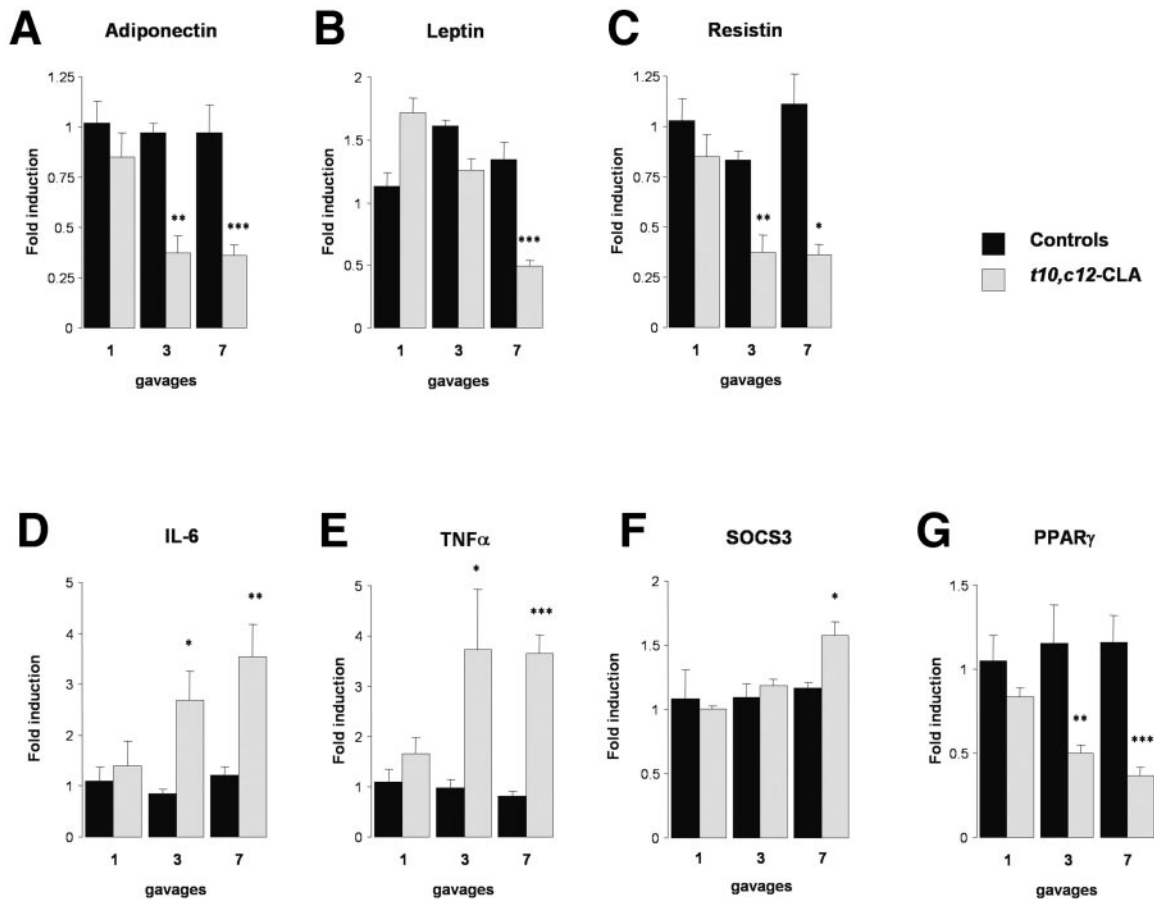 A Adiponectin
Fold induction
1.25
1
0.75
0.5
0.25
0
** ***
1 3 7
gavages
B Leptin
Fold induction
2
1.5
1
0.5
0
***
1 3 7
gavages
C Resistin
Fold induction
1.25
1
0.75
0.5
0.25
0
** *
1 3 7
gavages
Controls
t10,c12-CLA
D IL-6
Fold induction
5
4
3
2
1
0
* **
1 3 7
gavages
E TNFα
Fold induction
5
4
3
2
1
0
* ***
1 3 7
gavages
F SOCS3
Fold induction
2
1.5
1
0.5
0
*
1 3 7
gavages
G PPARγ
Fold induction
1.5
1
0.5
0
** ***
1 3 7
gavages